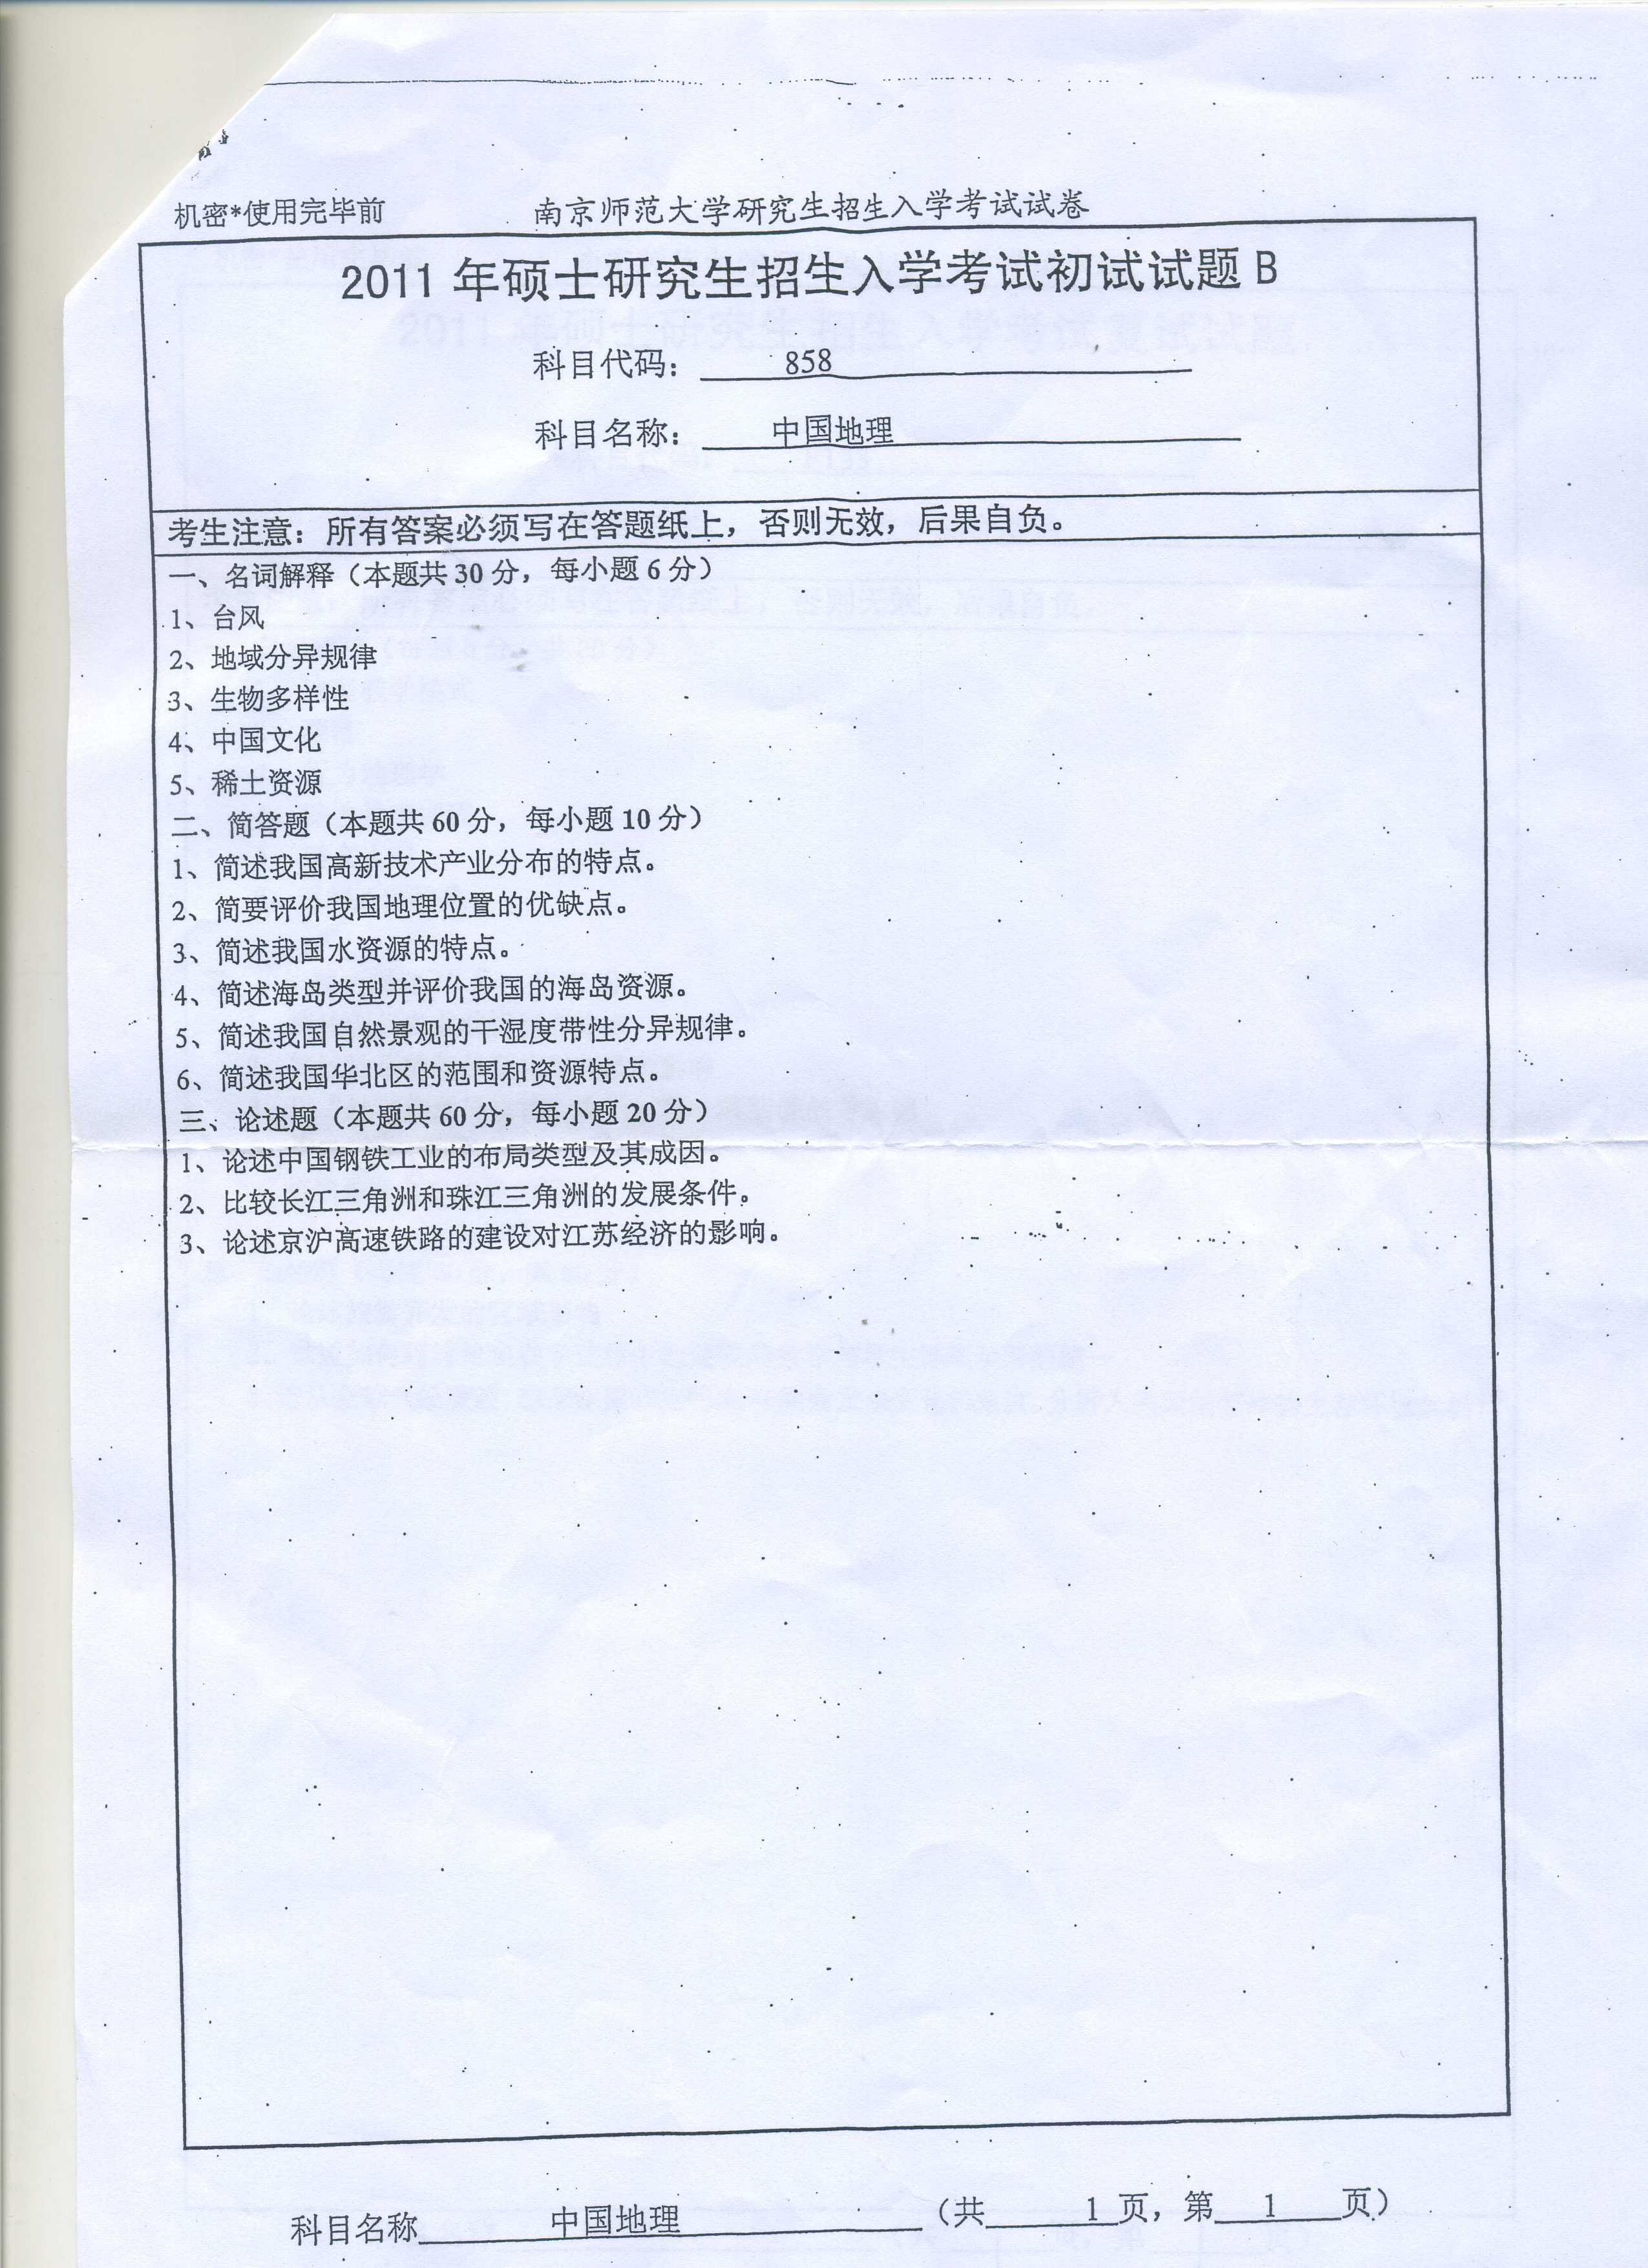 机密*使用完毕前 南京师范大学研究生招生入学考试试卷
2011 年硕士研究生招生入学考试初试试题 B
科目代码： 858
科目名称： 中国地理
考生注意：所有答案必须写在答题纸上，否则无效，后果自负。
一、名词解释（本题共 30 分，每小题 6 分）
1、台风
2、地域分异规律
3、生物多样性
4、中国文化
5、稀土资源
二、简答题（本题共 60 分，每小题 10 分）
1、简述我国高新技术产业分布的特点。
2、简要评价我国地理位置的优缺点。
3、简述我国水资源的特点。
4、简述海岛类型并评价我国的海岛资源。
5、简述我国自然景观的干湿度带性分异规律。
6、简述我国华北区的范围和资源特点。
三、论述题（本题共 60 分，每小题 20 分）
1、论述中国钢铁工业的布局类型及其成因。
2、比较长江三角洲和珠江三角洲的发展条件。
3、论述京沪高速铁路的建设对江苏经济的影响。
科目名称 中国地理 （共 1 页，第 1 页）